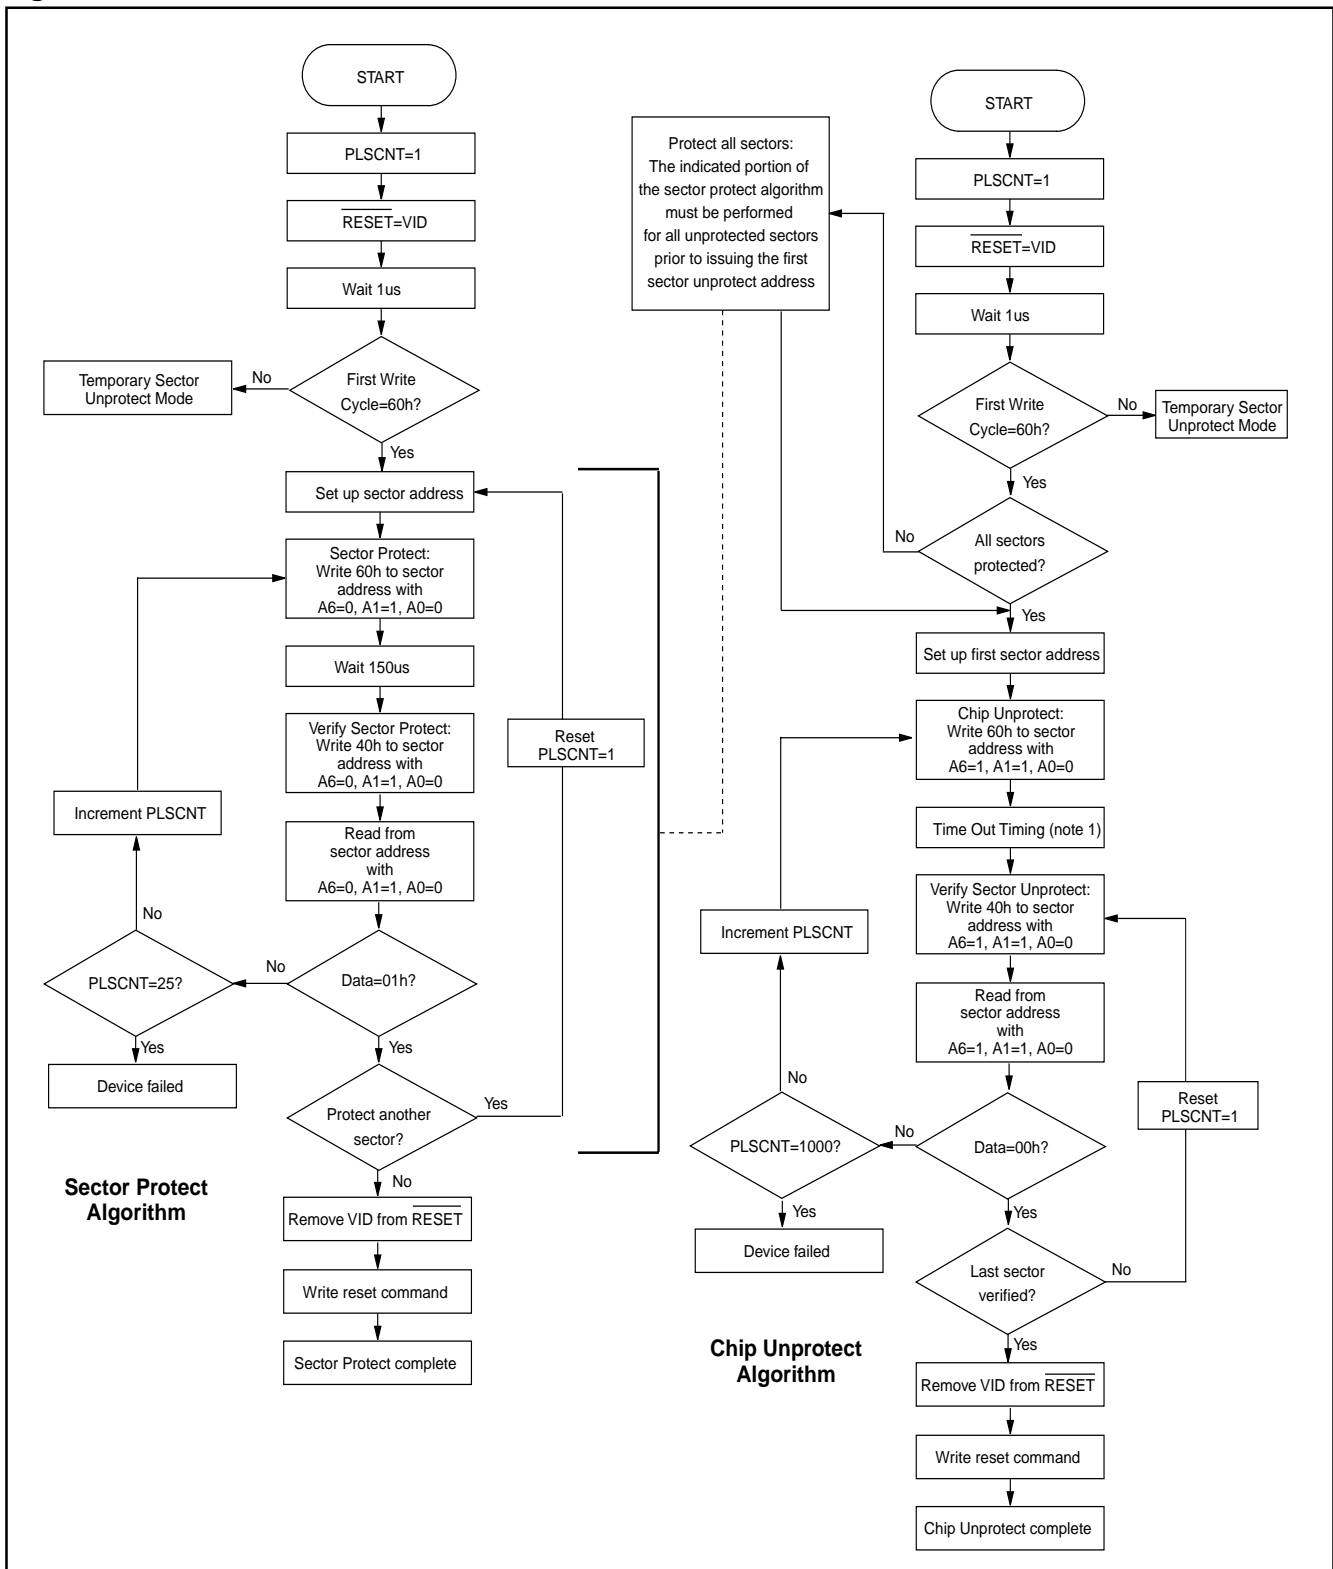 START
PLSCNT=1
RESET=VID
Wait 1us
First Write
Cycle=60h?
No
Temporary Sector
Unprotect Mode
Yes
Set up sector address
Sector Protect:
Write 60h to sector
address with
A6=0, A1=1, A0=0
Wait 150us
Verify Sector Protect:
Write 40h to sector
address with
A6=0, A1=1, A0=0
Reset
PLSCNT=1
Increment PLSCNT
Read from
sector address
with
A6=0, A1=1, A0=0
No
PLSCNT=25?
No
Data=01h?
Yes
Device failed
Yes
Protect another
sector?
Yes
No
Sector Protect
Algorithm
Remove VID from RESET
Write reset command
Sector Protect complete
Protect all sectors:
The indicated portion of
the sector protect algorithm
must be performed
for all unprotected sectors
prior to issuing the first
sector unprotect address
START
PLSCNT=1
RESET=VID
Wait 1us
First Write
Cycle=60h?
No
Temporary Sector
Unprotect Mode
Yes
No
All sectors
protected?
Yes
Set up first sector address
Chip Unprotect:
Write 60h to sector
address with
A6=1, A1=1, A0=0
Time Out Timing (note 1)
Verify Sector Unprotect:
Write 40h to sector
address with
A6=1, A1=1, A0=0
Increment PLSCNT
Read from
sector address
with
A6=1, A1=1, A0=0
No
Reset
PLSCNT=1
PLSCNT=1000?
No
Data=00h?
Yes
Device failed
Yes
Last sector
verified?
No
Yes
Chip Unprotect
Algorithm
Remove VID from RESET
Write reset command
Chip Unprotect complete